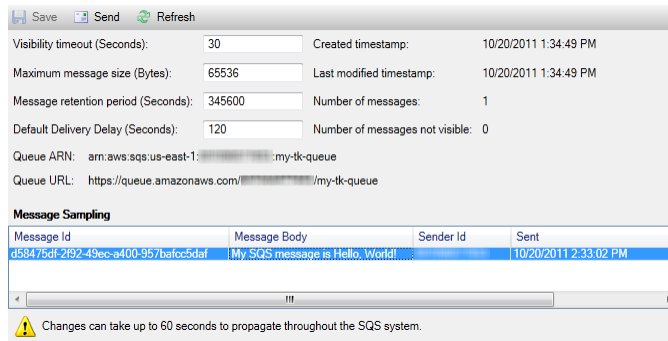 Save Send Refresh
Visibility timeout (Seconds): 30 Created timestamp: 10/20/2011 1:34:49 PM
Maximum message size (Bytes): 65536 Last modified timestamp: 10/20/2011 1:34:49 PM
Message retention period (Seconds): 345600 Number of messages: 1
Default Delivery Delay (Seconds): 120 Number of messages not visible: 0
Queue ARN: arn:aws:sqs:us-east-1: :my-tk-queue
Queue URL: https://queue.amazonaws.com/ /my-tk-queue
Message Sampling
Message Id Message Body Sender Id Sent
d58475df-2f92-49ec-a400-957bafcc5daf My SQS message is Hello, World! 10/20/2011 2:33:02 PM
Changes can take up to 60 seconds to propagate throughout the SQS system.